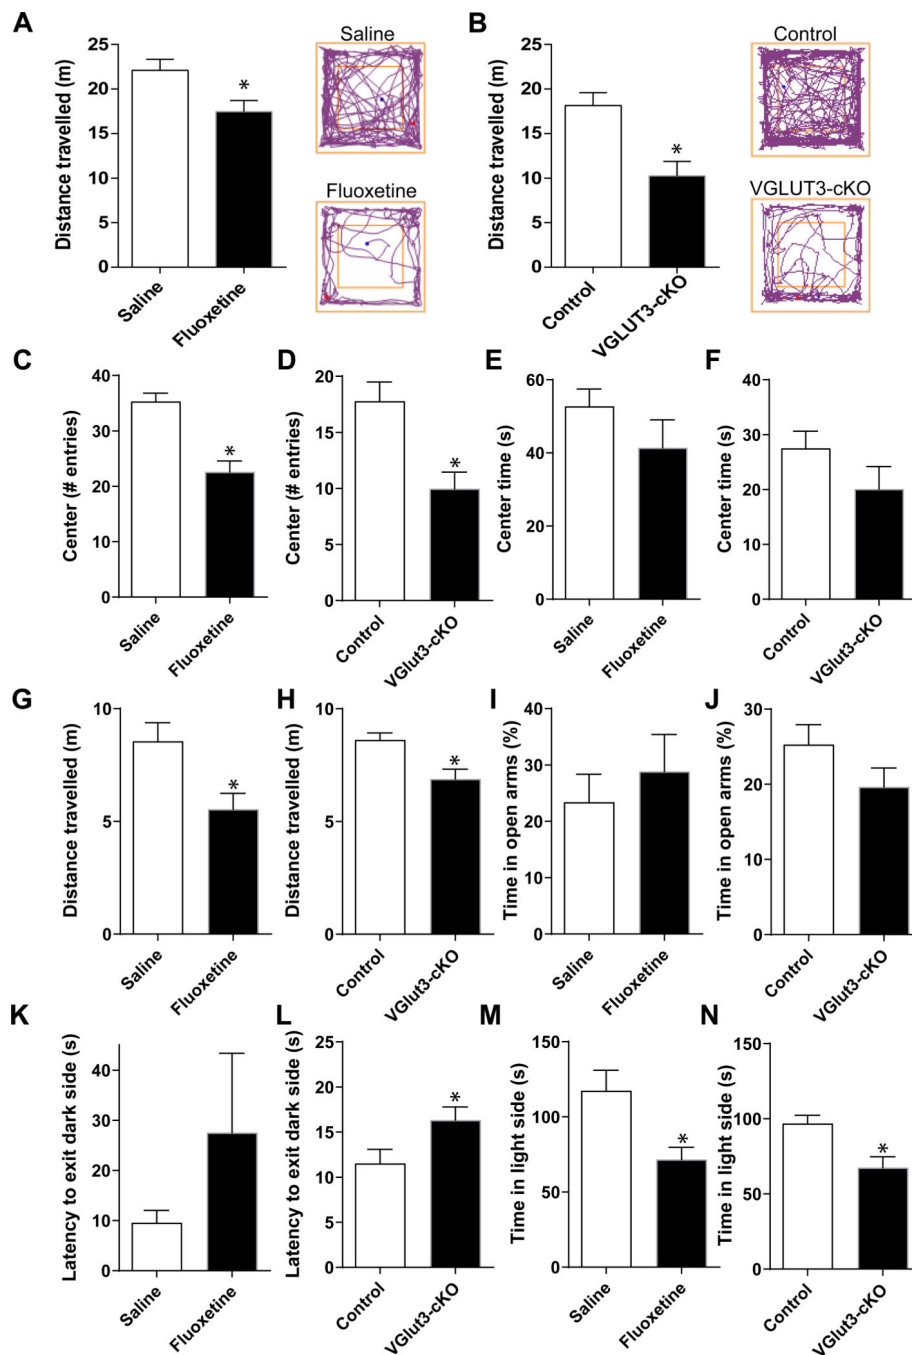 A
Distance travelled (m)
25
20
15
10
5
0
Saline
Fluoxetine
*
Saline
Fluoxetine
B
Distance travelled (m)
25
20
15
10
5
0
Control
VGLUT3-cKO
*
Control
VGLUT3-cKO
C
Center (# entries)
40
30
20
10
0
Saline
Fluoxetine
*
D
Center (# entries)
20
15
10
5
0
Control
VGlut3-cKO
*
E
Center time (s)
60
40
20
0
Saline
Fluoxetine
F
Center time (s)
40
30
20
10
0
Control
VGlut3-cKO
G
Distance travelled (m)
10
5
0
Saline
Fluoxetine
*
H
Distance travelled (m)
10
5
0
Control
VGlut3-cKO
*
I
Time in open arms (%)
40
30
20
10
0
Saline
Fluoxetine
J
Time in open arms (%)
30
20
10
0
Control
VGlut3-cKO
K
Latency to exit dark side (s)
40
30
20
10
0
Saline
Fluoxetine
L
Latency to exit dark side (s)
25
20
15
10
5
0
Control
VGlut3-cKO
*
M
Time in light side (s)
150
100
50
0
Saline
Fluoxetine
*
N
Time in light side (s)
150
100
50
0
Control
VGlut3-cKO
*